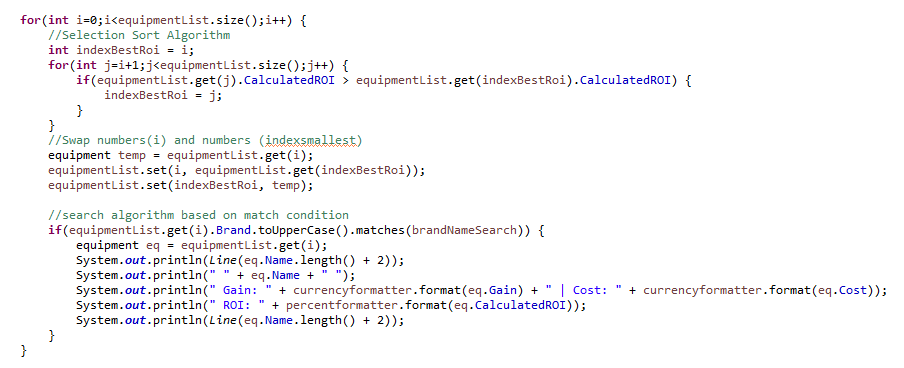 for(int i=0;i<equipmentList.size();i++) {
    //Selection Sort Algorithm
    int indexBestRoi = i;
    for(int j=i+1;j<equipmentList.size();j++) {
        if(equipmentList.get(j).CalculatedROI > equipmentList.get(indexBestRoi).CalculatedROI) {
            indexBestRoi = j;
        }
    }
    //Swap numbers(i) and numbers (indexsmallest)
    equipment temp = equipmentList.get(i);
    equipmentList.set(i, equipmentList.get(indexBestRoi));
    equipmentList.set(indexBestRoi, temp);

    //search algorithm based on match condition
    if(equipmentList.get(i).Brand.toUpperCase().matches(brandNameSearch)) {
        equipment eq = equipmentList.get(i);
        System.out.println(Line(eq.Name.length() + 2));
        System.out.println(" " + eq.Name + " ");
        System.out.println(" Gain: " + currencyformatter.format(eq.Gain) + " | Cost: " + currencyformatter.format(eq.Cost));
        System.out.println(" ROI: " + percentformatter.format(eq.CalculatedROI));
        System.out.println(Line(eq.Name.length() + 2));
    }
}